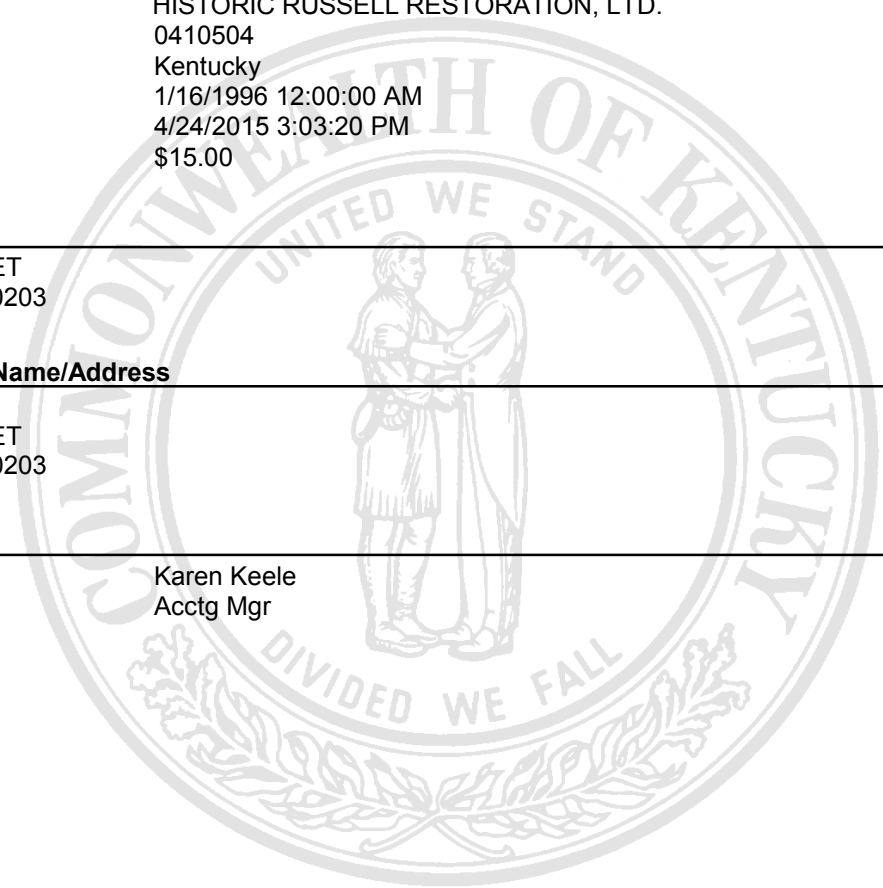 HISTORIC RUSSELL RESTORATION, LTD.
0410504
Kentucky
1/16/1996 12:00:00 AM
4/24/2015 3:03:20 PM
$15.00
ET
0203
Name/Address
ET
0203
Karen Keele
Acctg Mgr
COMMONWEALTH OF KENTUCKY
UNITED WE STAND
DIVIDED WE FALL